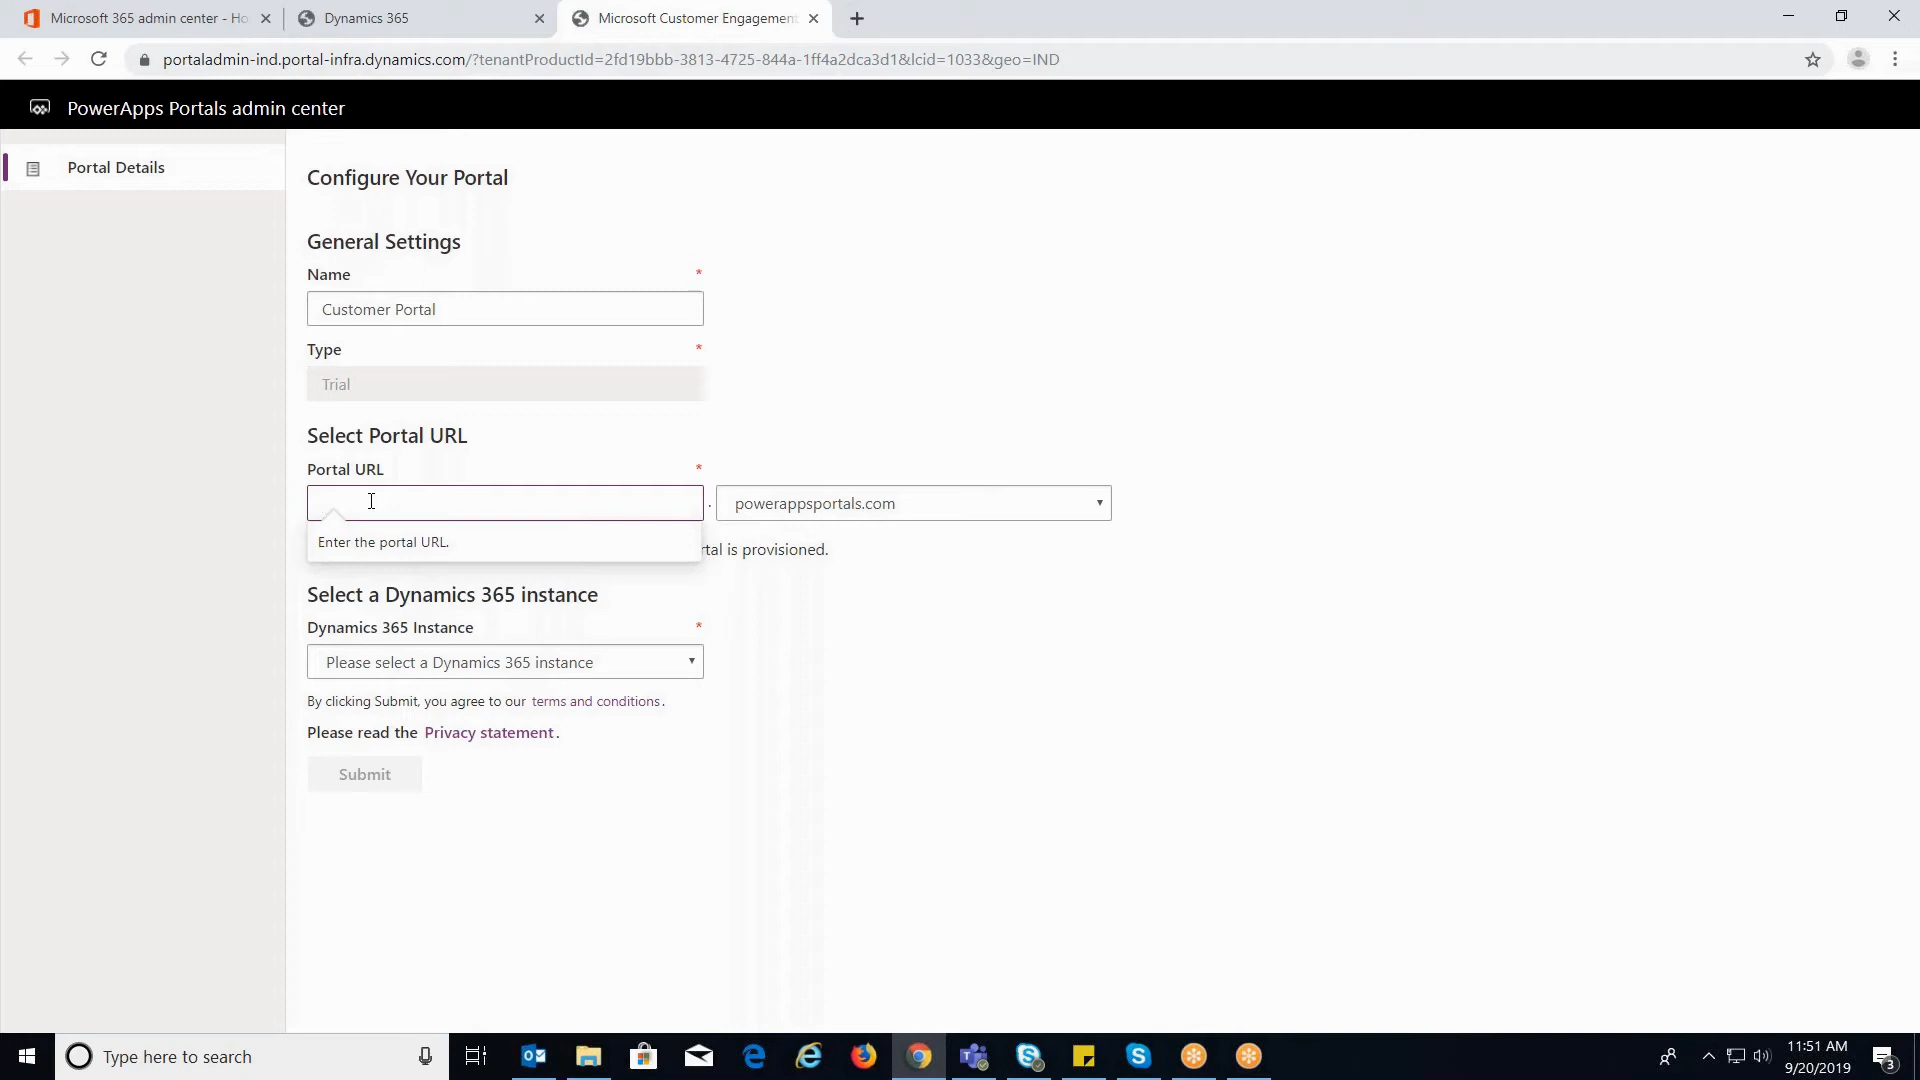 Microsoft 365 admin center - Ho
Dynamics 365
Microsoft Customer Engagement
portaladmin-ind.portal-infra.dynamics.com/?tenantProductId=2fd19bbb-3813-4725-844a-1ff4a2dca3d1&lcid=1033&geo=IND
PowerApps Portals admin center
Portal Details
Configure Your Portal
General Settings
Name *
Customer Portal
Type *
Trial
Select Portal URL
Portal URL *
. powerappsportals.com
Enter the portal URL.
rtal is provisioned.
Select a Dynamics 365 instance
Dynamics 365 Instance *
Please select a Dynamics 365 instance
By clicking Submit, you agree to our terms and conditions.
Please read the Privacy statement.
Submit
Type here to search
11:51 AM
9/20/2019
3